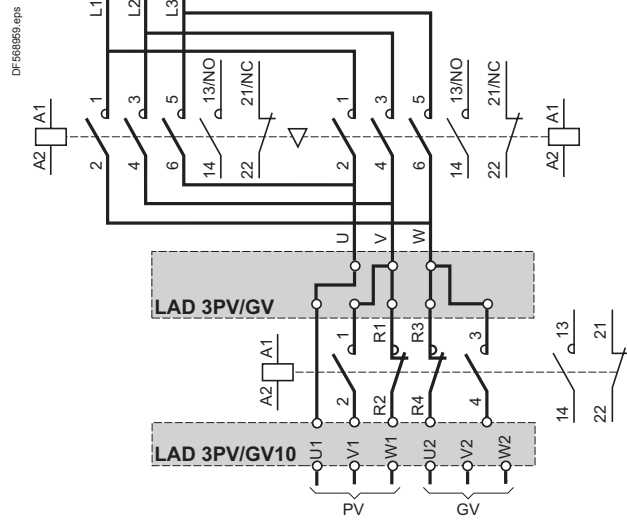 DF568959.eps
L1 L2 L3
A1 1 3 5 13/NO 21/NC 1 3 5 13/NO 21/NC A1
A2 2 4 6 14 22 2 4 6 14 22 A2
U V W
LAD 3PV/GV
A1 1 R1 R3 3 13 21
A2 2 R2 R4 4 14 22
LAD 3PV/GV10 U1 V1 W1 U2 V2 W2
PV GV